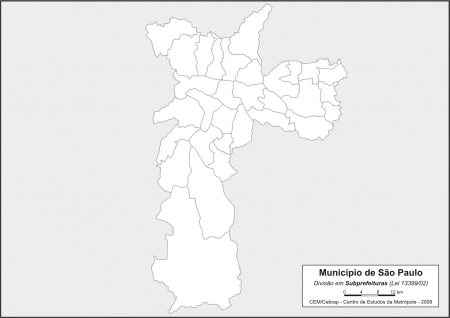 Município de São Paulo
Divisão em Subprefeituras (Lei 13399/02)
0 4 8 12 km
CEM/Cebrap - Centro de Estudos da Metrópole - 2008